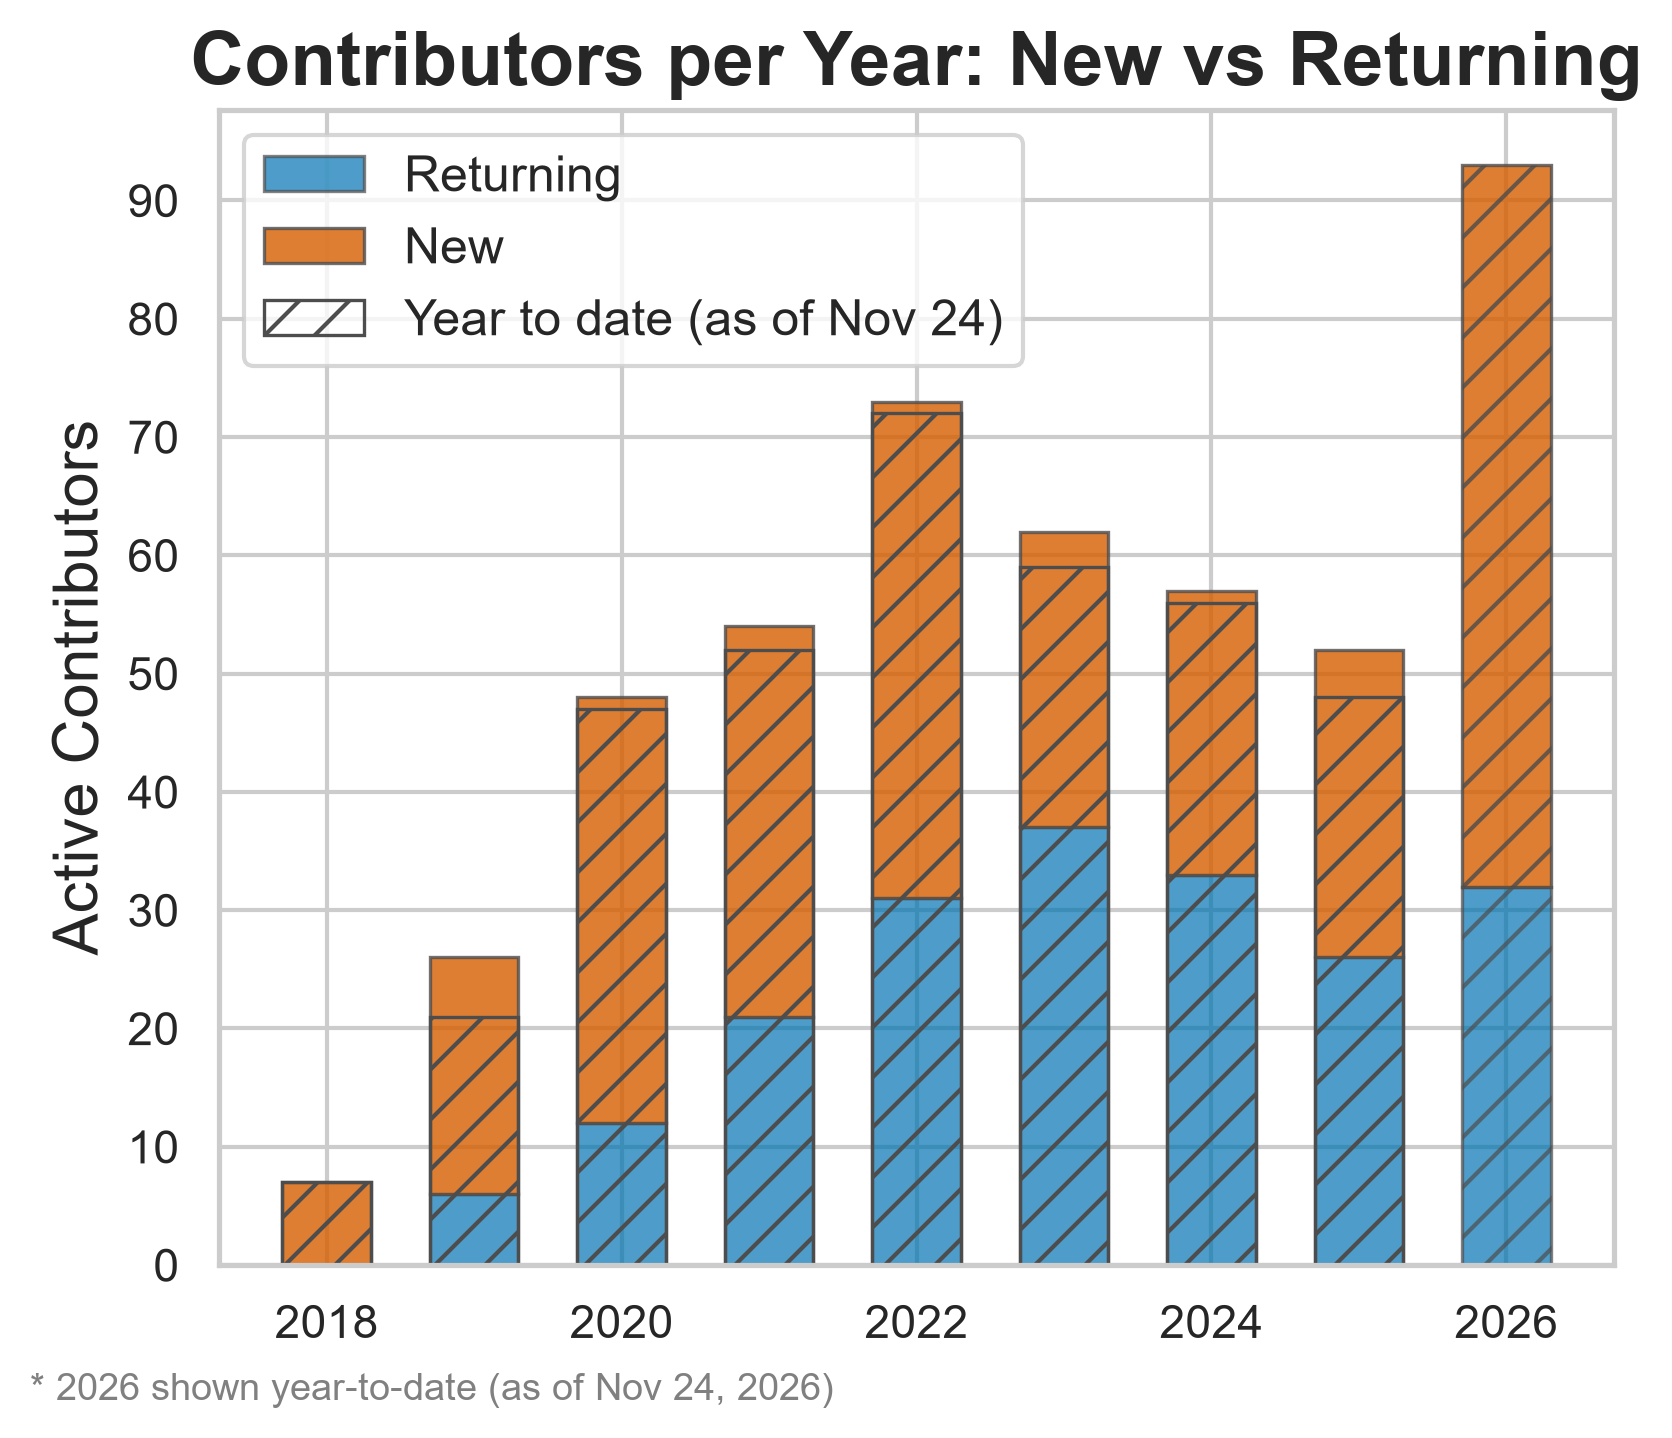 Contributors per Year: New vs Returning
Returning
New
Year to date (as of Nov 24)
Active Contributors
90
80
70
60
50
40
30
20
10
0
2018 2020 2022 2024 2026
* 2026 shown year-to-date (as of Nov 24, 2026)